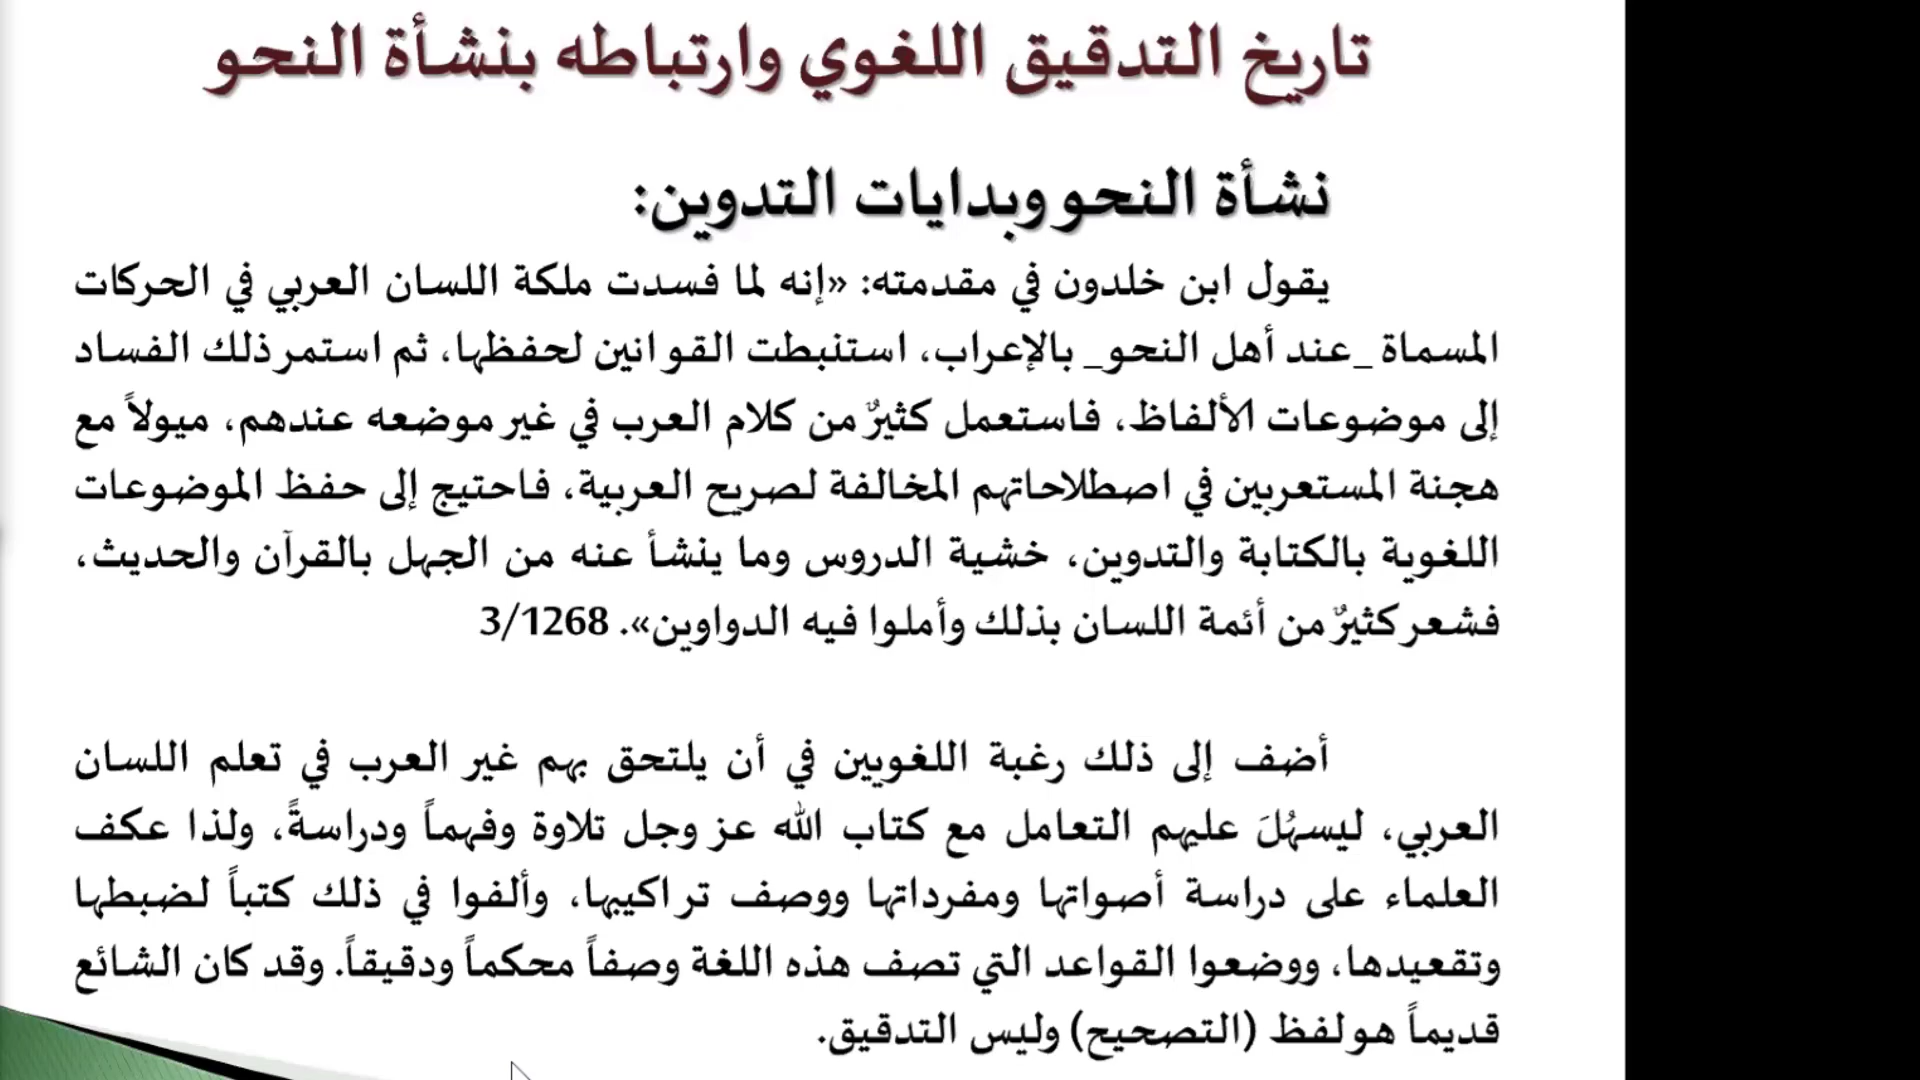 تاريخ التدقيق اللغوي وارتباطه بنشأة النحو
نشأة النحو وبدايات التدوين:
يقول ابن خلدون في مقدمته: «إنه لما فسدت ملكة اللسان العربي في الحركات
المسماة _عند أهل النحو_ بالإعراب، استنبطت القوانين لحفظها، ثم استمر ذلك الفساد
إلى موضوعات الألفاظ، فاستعمل كثيرٌ من كلام العرب في غير موضعه عندهم، ميولاً مع
هجنة المستعربين في اصطلاحاتهم المخالفة لصريح العربية، فاحتيج إلى حفظ الموضوعات
اللغوية بالكتابة والتدوين، خشية الدروس وما ينشأ عنه من الجهل بالقرآن والحديث،
فشعر كثيرٌ من أئمة اللسان بذلك وأملوا فيه الدواوين». 3/1268
أضف إلى ذلك رغبة اللغويين في أن يلتحق بهم غير العرب في تعلم اللسان
العربي، ليسهُلَ عليهم التعامل مع كتاب الله عز وجل تلاوة وفهماً ودراسةً، ولذا عكف
العلماء على دراسة أصواتها ومفرداتها ووصف تراكيبها، وألفوا في ذلك كتباً لضبطها
وتقعيدها، ووضعوا القواعد التي تصف هذه اللغة وصفاً محكماً ودقيقاً. وقد كان الشائع
قديماً هو لفظ (التصحيح) وليس التدقيق.